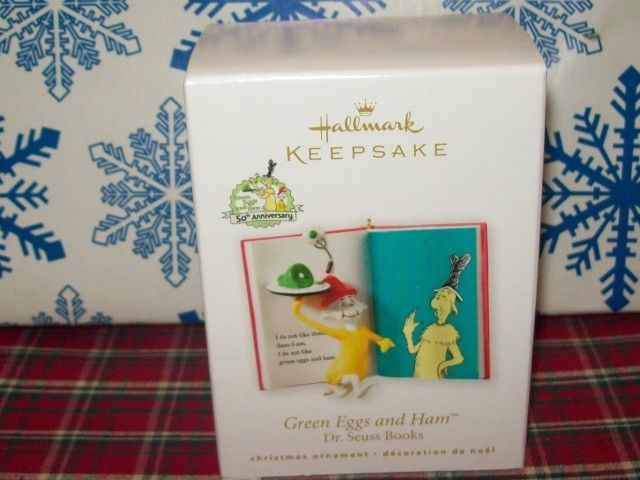 Hallmark
KEEPSAKE
50th Anniversary
I do not like them,
Sam-I-am.
I do not like
green eggs and ham.
Green Eggs and Ham™
Dr. Seuss Books
christmas ornament • décoration de noël